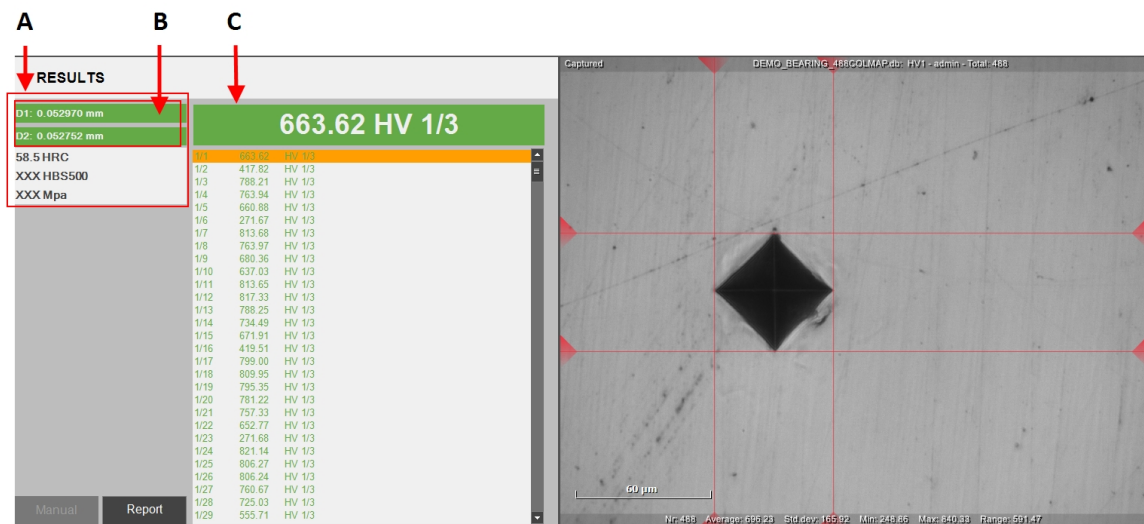 A B C
RESULTS
D1: 0.052970 mm
D2: 0.052752 mm
58.5 HRC
XXX HBS500
XXX Mpa
Manual
Report
663.62 HV 1/3
1/1 663.62 HV 1/3
1/2 417.82 HV 1/3
1/3 788.21 HV 1/3
1/4 763.94 HV 1/3
1/5 660.88 HV 1/3
1/6 271.67 HV 1/3
1/7 813.68 HV 1/3
1/8 763.97 HV 1/3
1/9 680.36 HV 1/3
1/10 637.03 HV 1/3
1/11 813.65 HV 1/3
1/12 817.33 HV 1/3
1/13 788.25 HV 1/3
1/14 734.49 HV 1/3
1/15 671.91 HV 1/3
1/16 419.51 HV 1/3
1/17 799.00 HV 1/3
1/18 809.95 HV 1/3
1/19 795.35 HV 1/3
1/20 781.22 HV 1/3
1/21 757.33 HV 1/3
1/22 652.77 HV 1/3
1/23 271.68 HV 1/3
1/24 821.14 HV 1/3
1/25 806.27 HV 1/3
1/26 806.24 HV 1/3
1/27 760.67 HV 1/3
1/28 725.03 HV 1/3
1/29 555.71 HV 1/3
Captured DEMO_BEARING_488COLMAP.db: HV1 - admin - Total: 488
60 µm
Nr: 488 Average: 696.23 Std.dev: 165.92 Min: 248.86 Max: 840.33 Range: 591.47